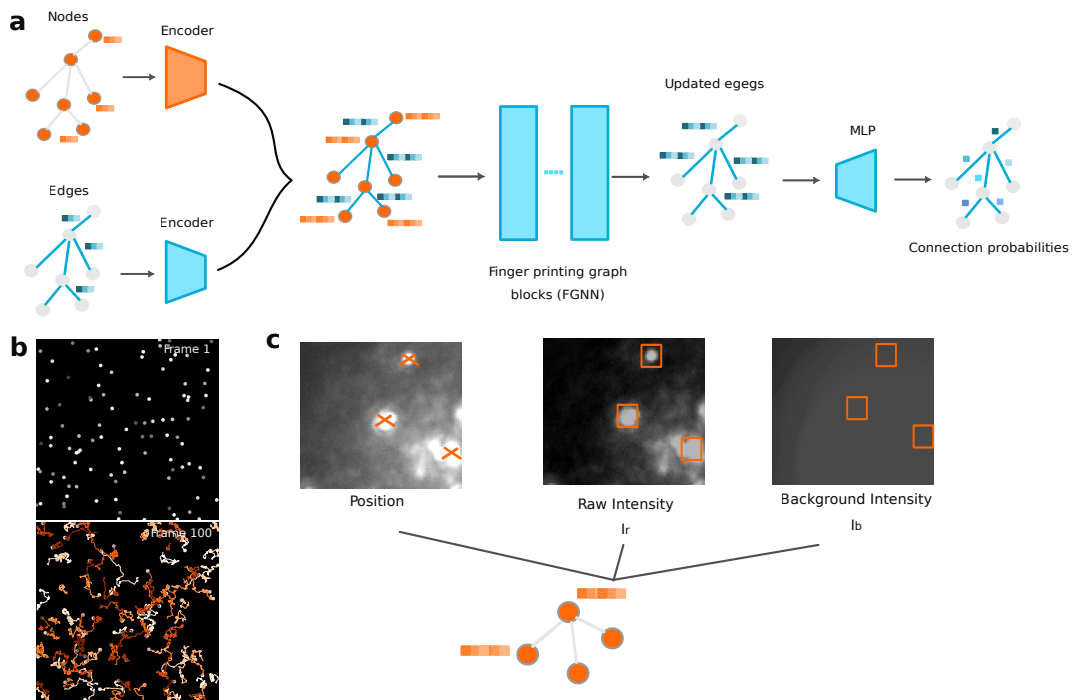 a
Nodes
Encoder
Edges
Encoder
Finger printing graph
blocks (FGNN)
Updated egegs
MLP
Connection probabilities
b
Frame 1
Frame 100
c
Position
Raw Intensity
Ir
Background Intensity
Ib